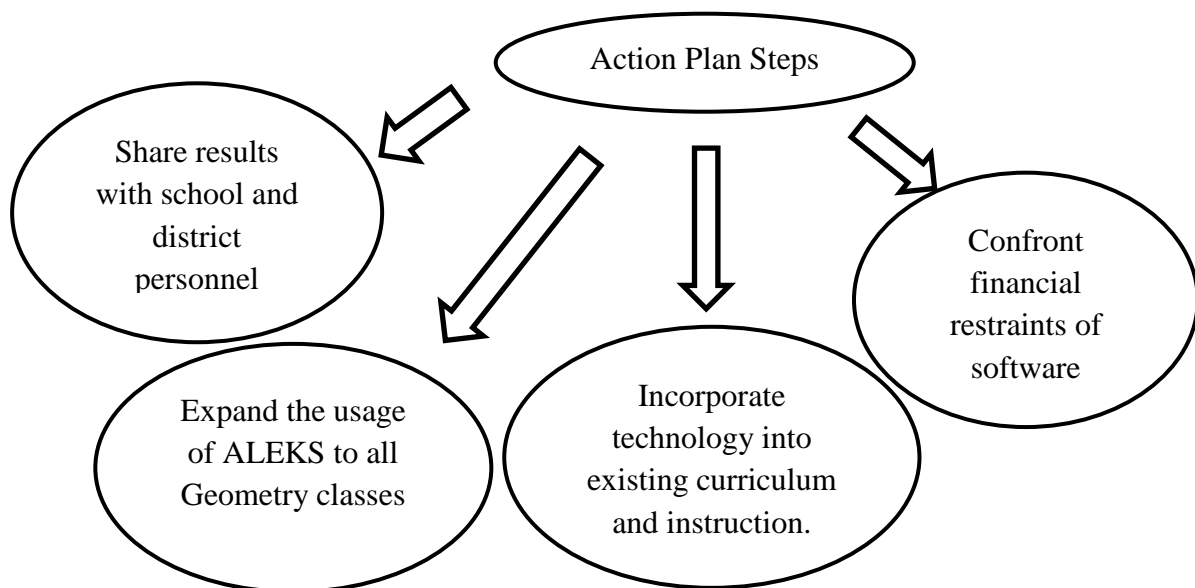 Action Plan Steps
Share results
with school and
district
personnel
Expand the usage
of ALEKS to all
Geometry classes
Incorporate
technology into
existing curriculum
and instruction.
Confront
financial
restraints of
software